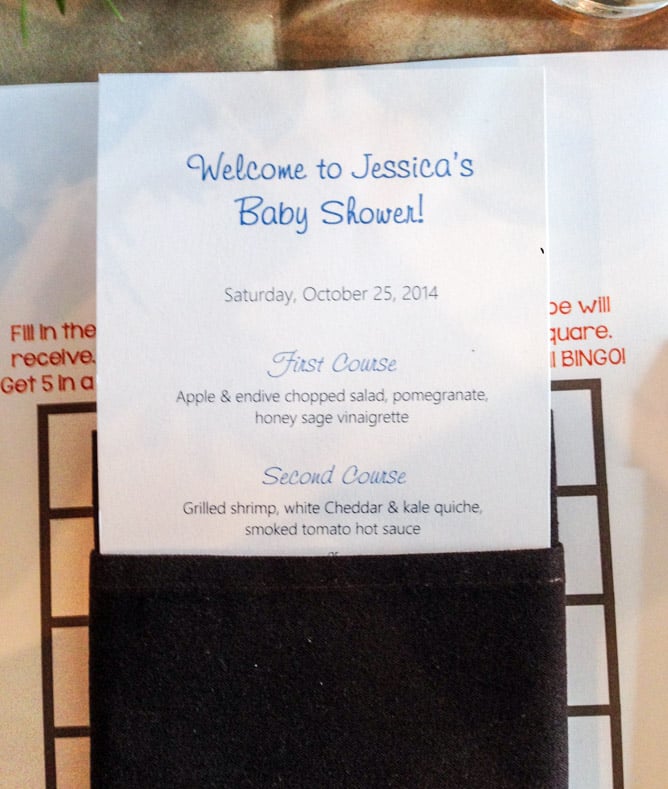 Welcome to Jessica's
Baby Shower!
Saturday, October 25, 2014
First Course
Apple & endive chopped salad, pomegranate,
honey sage vinaigrette
Second Course
Grilled shrimp, white Cheddar & kale quiche,
smoked tomato hot sauce
or
Fill in the
receive.
Get 5 in a
be will
quare.
BINGO!